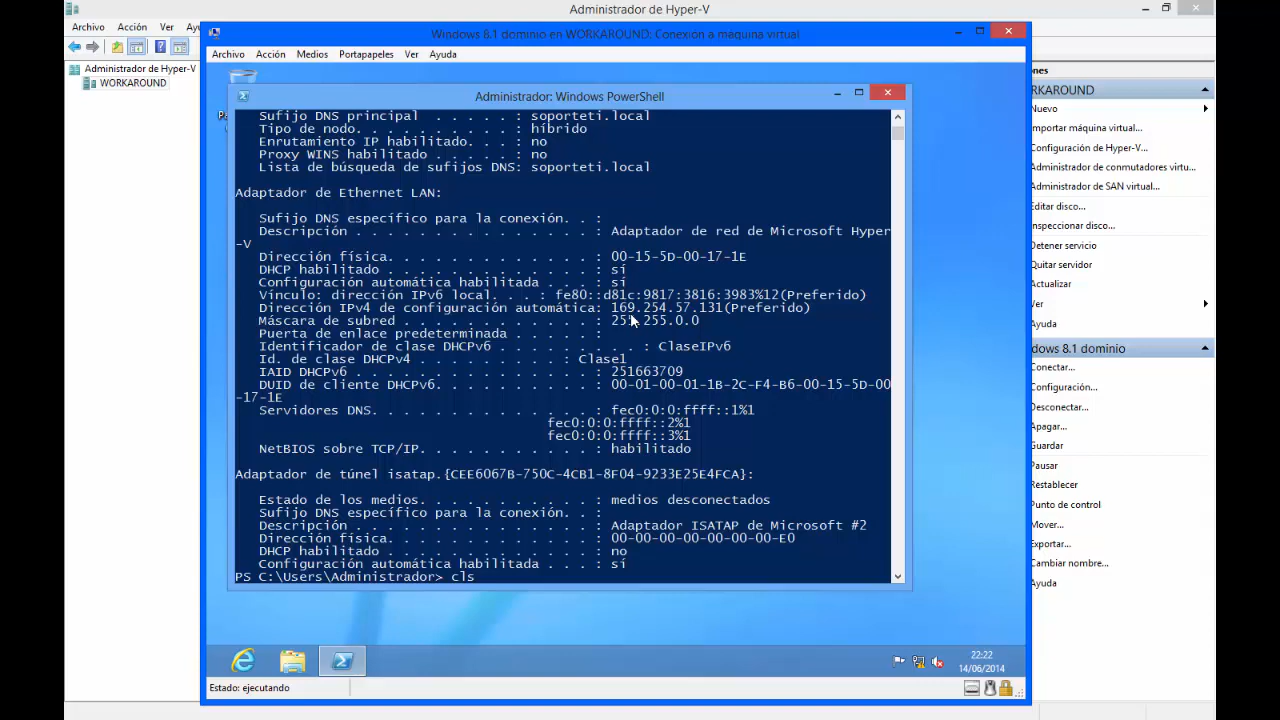 Administrador de Hyper-V
Archivo Acción Ver Ayuda
Administrador de Hyper-V
WORKAROUND
Windows 8.1 dominio en WORKAROUND: Conexión a máquina virtual
Archivo Acción Medios Portapapeles Ver Ayuda
Administrador: Windows PowerShell
Sufijo DNS principal . . . . . : soporteti.local
Tipo de nodo. . . . . . . . . . : híbrido
Enrutamiento IP habilitado. . . : no
Proxy WINS habilitado . . . . . : no
Lista de búsqueda de sufijos DNS: soporteti.local
Adaptador de Ethernet LAN:
Sufijo DNS específico para la conexión. . :
Descripción . . . . . . . . . . . . . . . : Adaptador de red de Microsoft Hyper
-V
Dirección física. . . . . . . . . . . . . : 00-15-5D-00-17-1E
DHCP habilitado . . . . . . . . . . . . . : sí
Configuración automática habilitada . . . : sí
Vínculo: dirección IPv6 local. . . : fe80::d81c:9817:3816:3983%12(Preferido)
Dirección IPv4 de configuración automática: 169.254.57.131(Preferido)
Máscara de subred . . . . . . . . . . . . : 255.255.0.0
Puerta de enlace predeterminada . . . . . :
Identificador de clase DHCPv6 . . . . . . . . . : ClaseIPv6
Id. de clase DHCPv4 . . . . . . . . . . : Clase1
IAID DHCPv6 . . . . . . . . . . . . . . . : 251663709
DUID de cliente DHCPv6. . . . . . . . . . : 00-01-00-01-1B-2C-F4-B6-00-15-5D-00
-17-1E
Servidores DNS. . . . . . . . . . . . . . : fec0:0:0:ffff::1%1
fec0:0:0:ffff::2%1
fec0:0:0:ffff::3%1
NetBIOS sobre TCP/IP. . . . . . . . . . . : habilitado
Adaptador de túnel isatap.{CEE6067B-750C-4CB1-8F04-9233E25E4FCA}:
Estado de los medios. . . . . . . . . . . : medios desconectados
Sufijo DNS específico para la conexión. . :
Descripción . . . . . . . . . . . . . . . : Adaptador ISATAP de Microsoft #2
Dirección física. . . . . . . . . . . . . : 00-00-00-00-00-00-00-E0
DHCP habilitado . . . . . . . . . . . . . : no
Configuración automática habilitada . . . : sí
PS C:\Users\Administrador> cls
22:22
14/06/2014
Estado: ejecutando
ones
RKAROUND
Nuevo
mportar máquina virtual...
Configuración de Hyper-V...
Administrador de conmutadores virtu...
Administrador de SAN virtual...
Editar disco...
nspeccionar disco...
Detener servicio
Quitar servidor
Actualizar
Ver
Ayuda
dows 8.1 dominio
Conectar...
Configuración...
Desconectar...
Apagar...
Guardar
Pausar
Restablecer
Punto de control
Mover...
Exportar...
Cambiar nombre...
Ayuda